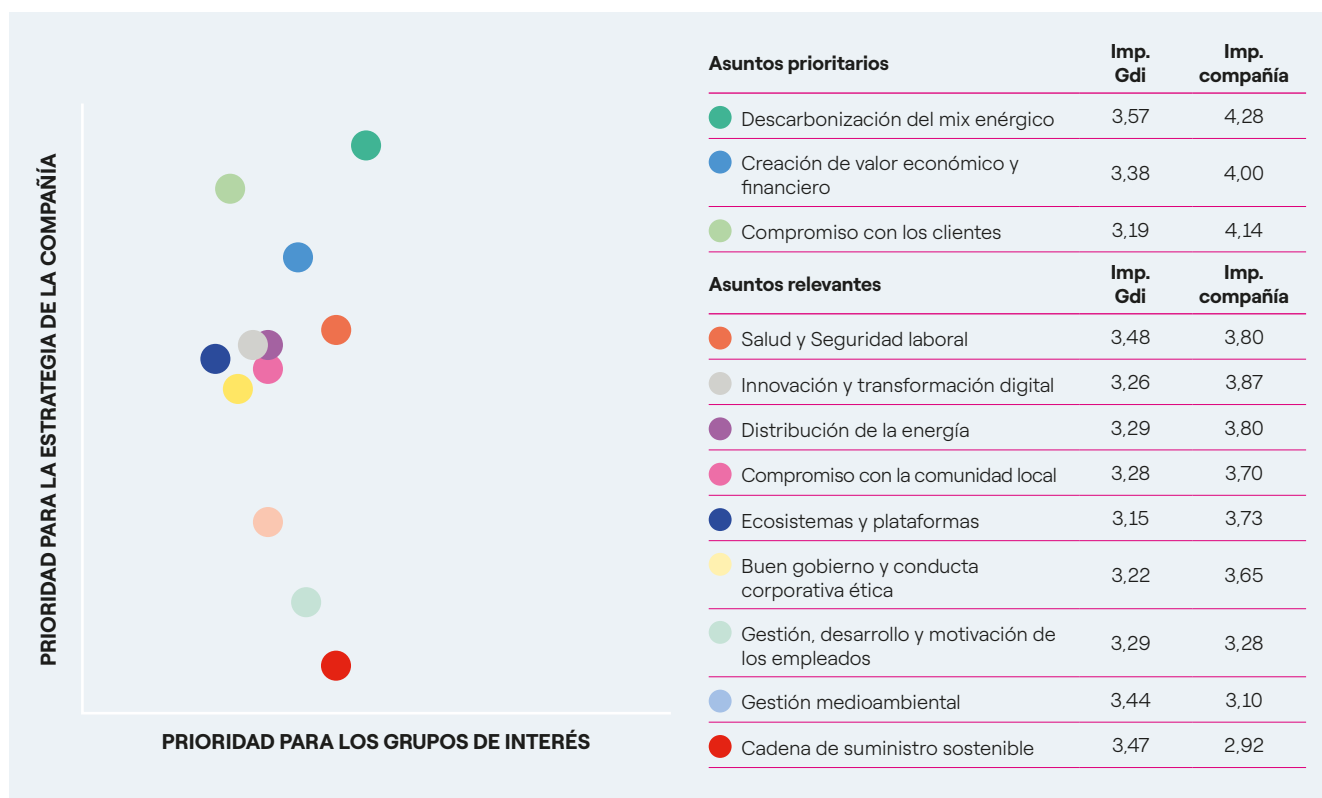 PRIORIDAD PARA LA ESTRATEGIA DE LA COMPAÑÍA
PRIORIDAD PARA LOS GRUPOS DE INTERÉS
Asuntos prioritarios Imp. Gdi Imp. compañía
Descarbonización del mix enérgico 3,57 4,28
Creación de valor económico y
financiero 3,38 4,00
Compromiso con los clientes 3,19 4,14
Asuntos relevantes Imp. Gdi Imp. compañía
Salud y Seguridad laboral 3,48 3,80
Innovación y transformación digital 3,26 3,87
Distribución de la energía 3,29 3,80
Compromiso con la comunidad local 3,28 3,70
Ecosistemas y plataformas 3,15 3,73
Buen gobierno y conducta
corporativa ética 3,22 3,65
Gestión, desarrollo y motivación de
los empleados 3,29 3,28
Gestión medioambiental 3,44 3,10
Cadena de suministro sostenible 3,47 2,92